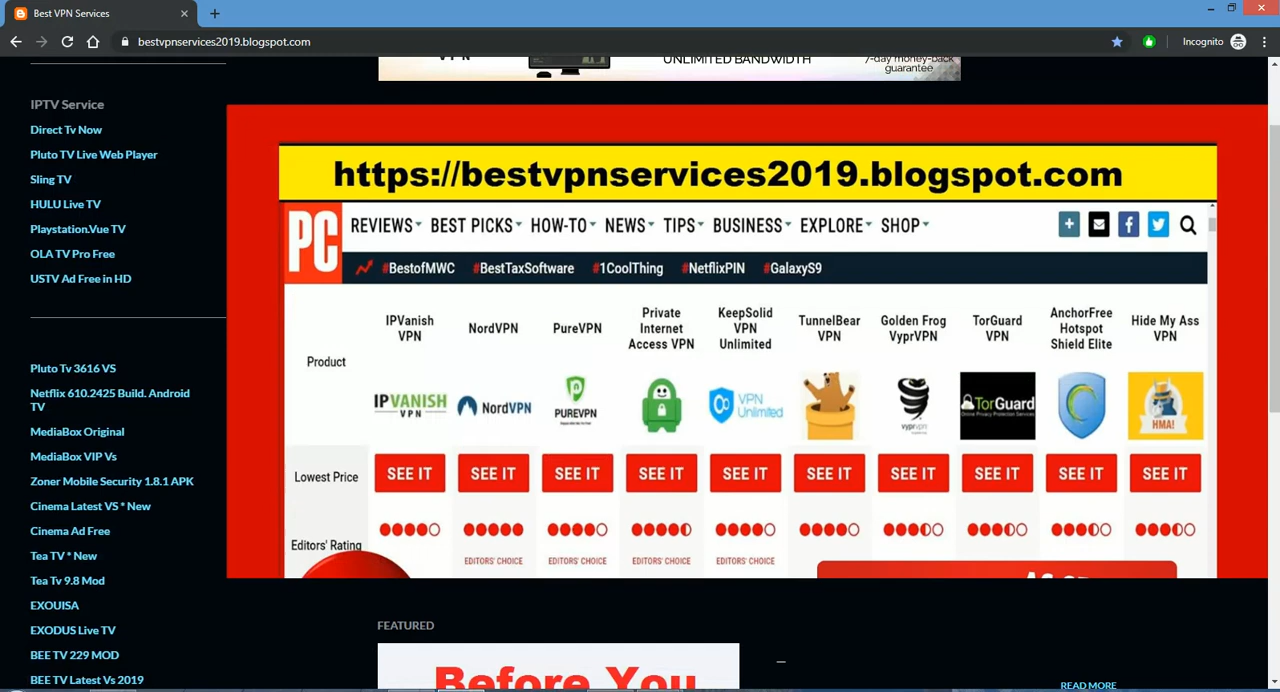 Best VPN Services
bestvpnservices2019.blogspot.com
Incognito
UNLIMITED BANDWIDTH
7-day money-back
guarantee
IPTV Service
Direct Tv Now
Pluto TV Live Web Player
Sling TV
HULU Live TV
Playstation.Vue TV
OLA TV Pro Free
USTV Ad Free in HD
Pluto Tv 3616 VS
Netflix 610.2425 Build. Android
TV
MediaBox Original
MediaBox VIP Vs
Zoner Mobile Security 1.8.1 APK
Cinema Latest VS * New
Cinema Ad Free
Tea TV * New
Tea Tv 9.8 Mod
EXOUISA
EXODUS Live TV
BEE TV 229 MOD
BEE TV Latest Vs 2019
https://bestvpnservices2019.blogspot.com
PC REVIEWS BEST PICKS HOW-TO NEWS TIPS BUSINESS EXPLORE SHOP
#BestofMWC #BestTaxSoftware #1CoolThing #NetflixPIN #GalaxyS9
Product
IPVanish
VPN
NordVPN
PureVPN
Private
Internet
Access VPN
KeepSolid
VPN
Unlimited
TunnelBear
VPN
Golden Frog
VyprVPN
TorGuard
VPN
AnchorFree
Hotspot
Shield Elite
Hide My Ass
VPN
IPVANISH
VPN
NordVPN
PUREVPN
VPN
Unlimited
vyprvpn
TorGuard
HMA!
Lowest Price
SEE IT SEE IT SEE IT SEE IT SEE IT SEE IT SEE IT SEE IT SEE IT SEE IT
Editors' Rating
EDITORS' CHOICE EDITORS' CHOICE EDITORS' CHOICE EDITORS' CHOICE
FEATURED
Before You
READ MORE